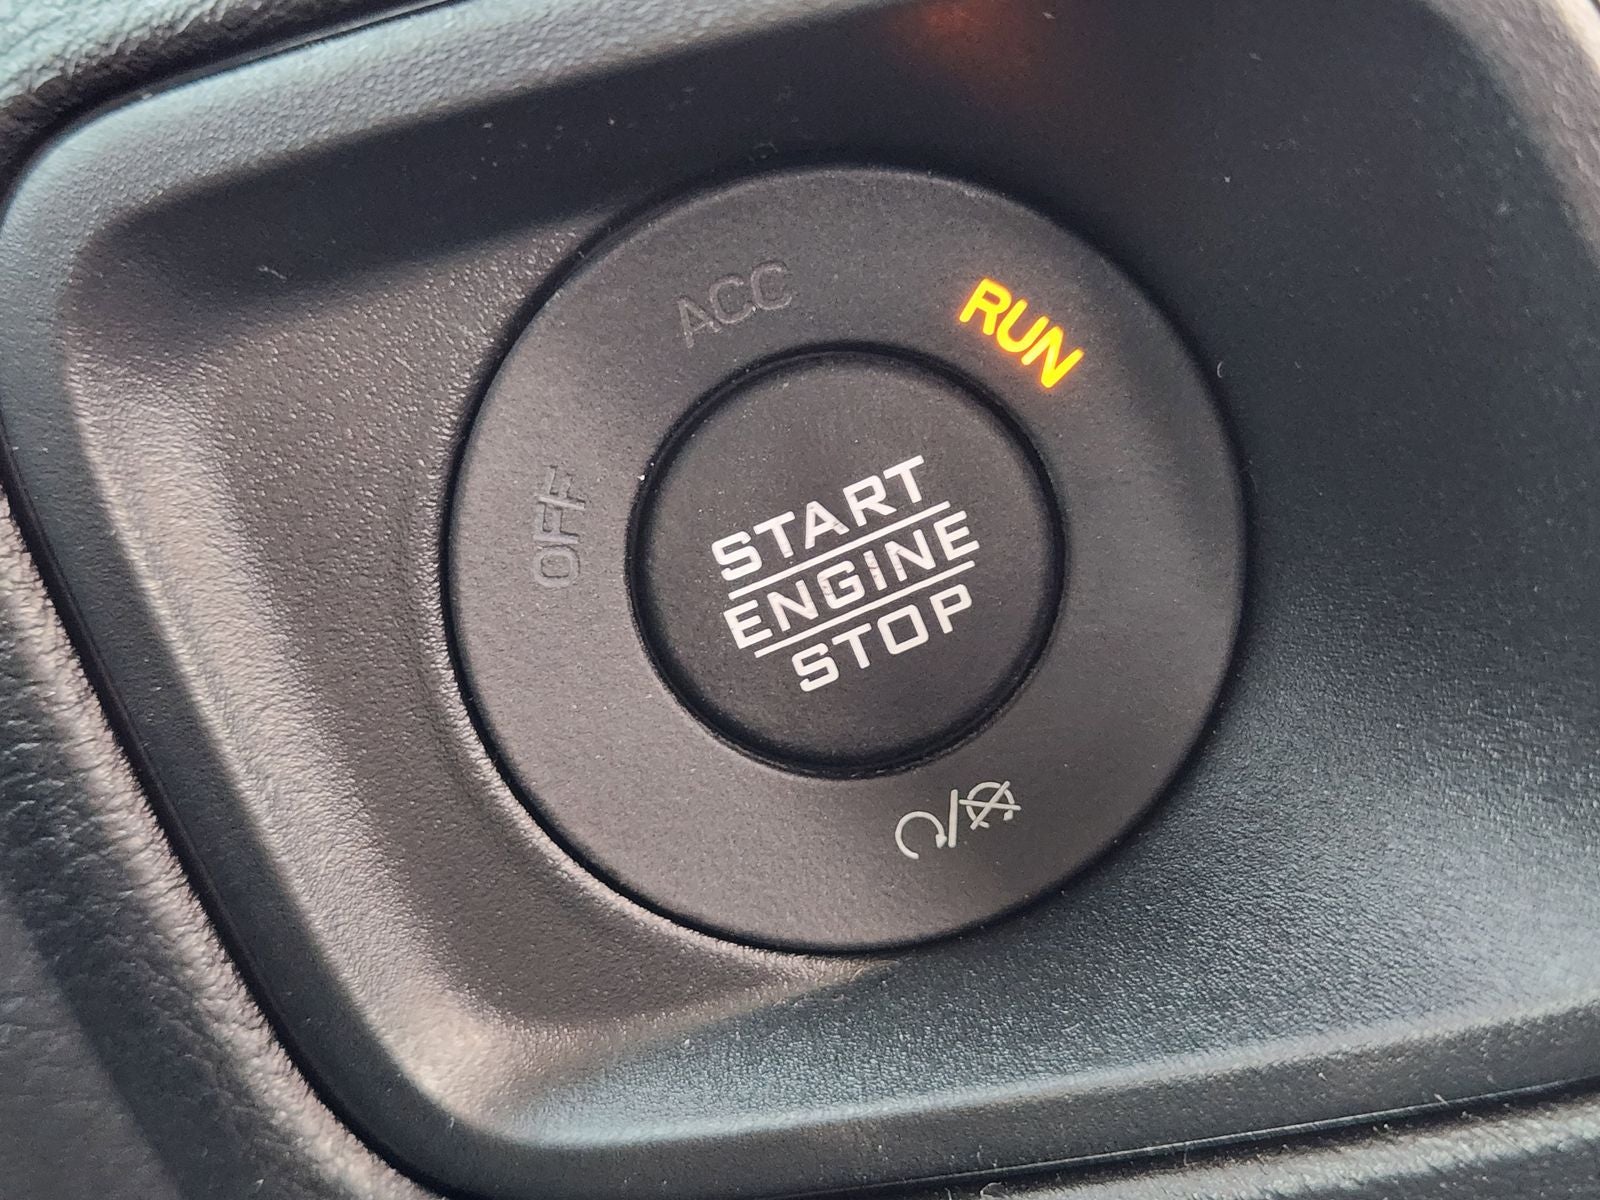 ACC
RUN
OFF
START
ENGINE
STOP